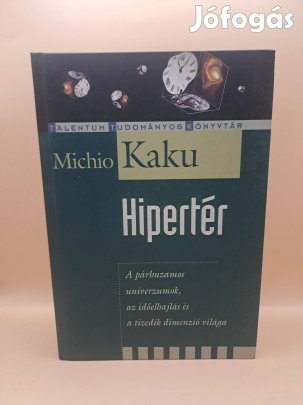 Jófogás
TALENTUM TUDOMÁNYOS KÖNYVTÁR
Michio Kaku
Hipertér
A párhuzamos
univerzumok,
az időelhajlás és
a tizedik dimenzió világa